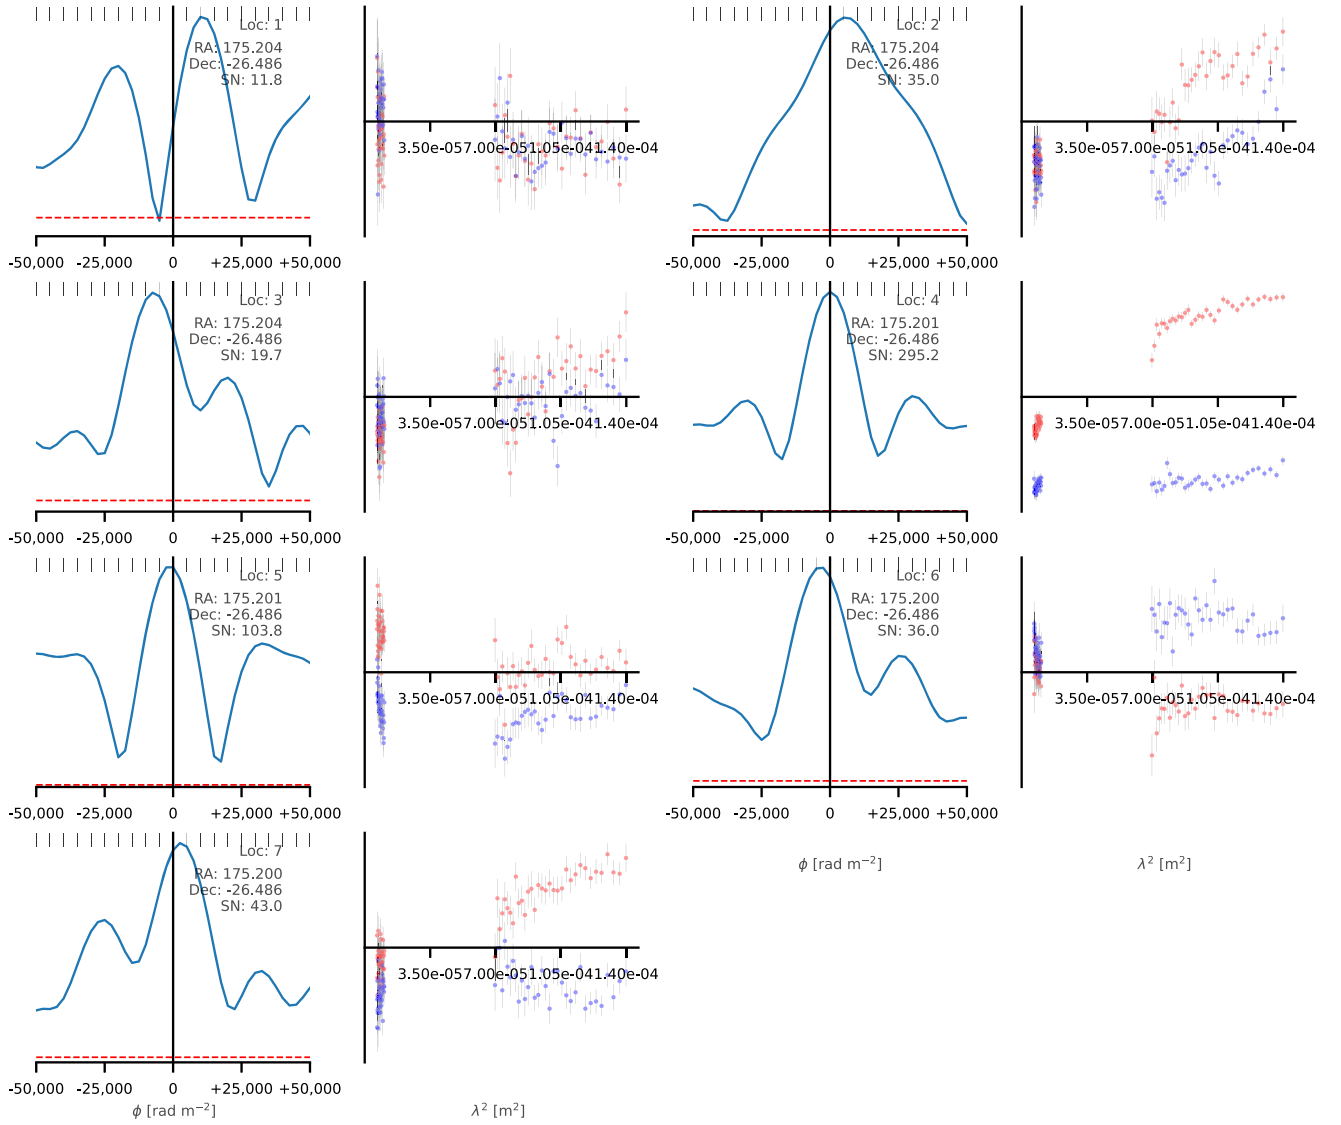 Loc: 1
RA: 175.204
Dec: -26.486
SN: 11.8
-50,000 -25,000 0 +25,000 +50,000
3.50e-057.00e-051.05e-041.40e-04
Loc: 2
RA: 175.204
Dec: -26.486
SN: 35.0
-50,000 -25,000 0 +25,000 +50,000
3.50e-057.00e-051.05e-041.40e-04
Loc: 3
RA: 175.204
Dec: -26.486
SN: 19.7
-50,000 -25,000 0 +25,000 +50,000
3.50e-057.00e-051.05e-041.40e-04
Loc: 4
RA: 175.201
Dec: -26.486
SN: 295.2
-50,000 -25,000 0 +25,000 +50,000
3.50e-057.00e-051.05e-041.40e-04
Loc: 5
RA: 175.201
Dec: -26.486
SN: 103.8
-50,000 -25,000 0 +25,000 +50,000
3.50e-057.00e-051.05e-041.40e-04
Loc: 6
RA: 175.200
Dec: -26.486
SN: 36.0
-50,000 -25,000 0 +25,000 +50,000
3.50e-057.00e-051.05e-041.40e-04
ϕ [rad m⁻²]
λ² [m²]
Loc: 7
RA: 175.200
Dec: -26.486
SN: 43.0
-50,000 -25,000 0 +25,000 +50,000
3.50e-057.00e-051.05e-041.40e-04
ϕ [rad m⁻²]
λ² [m²]